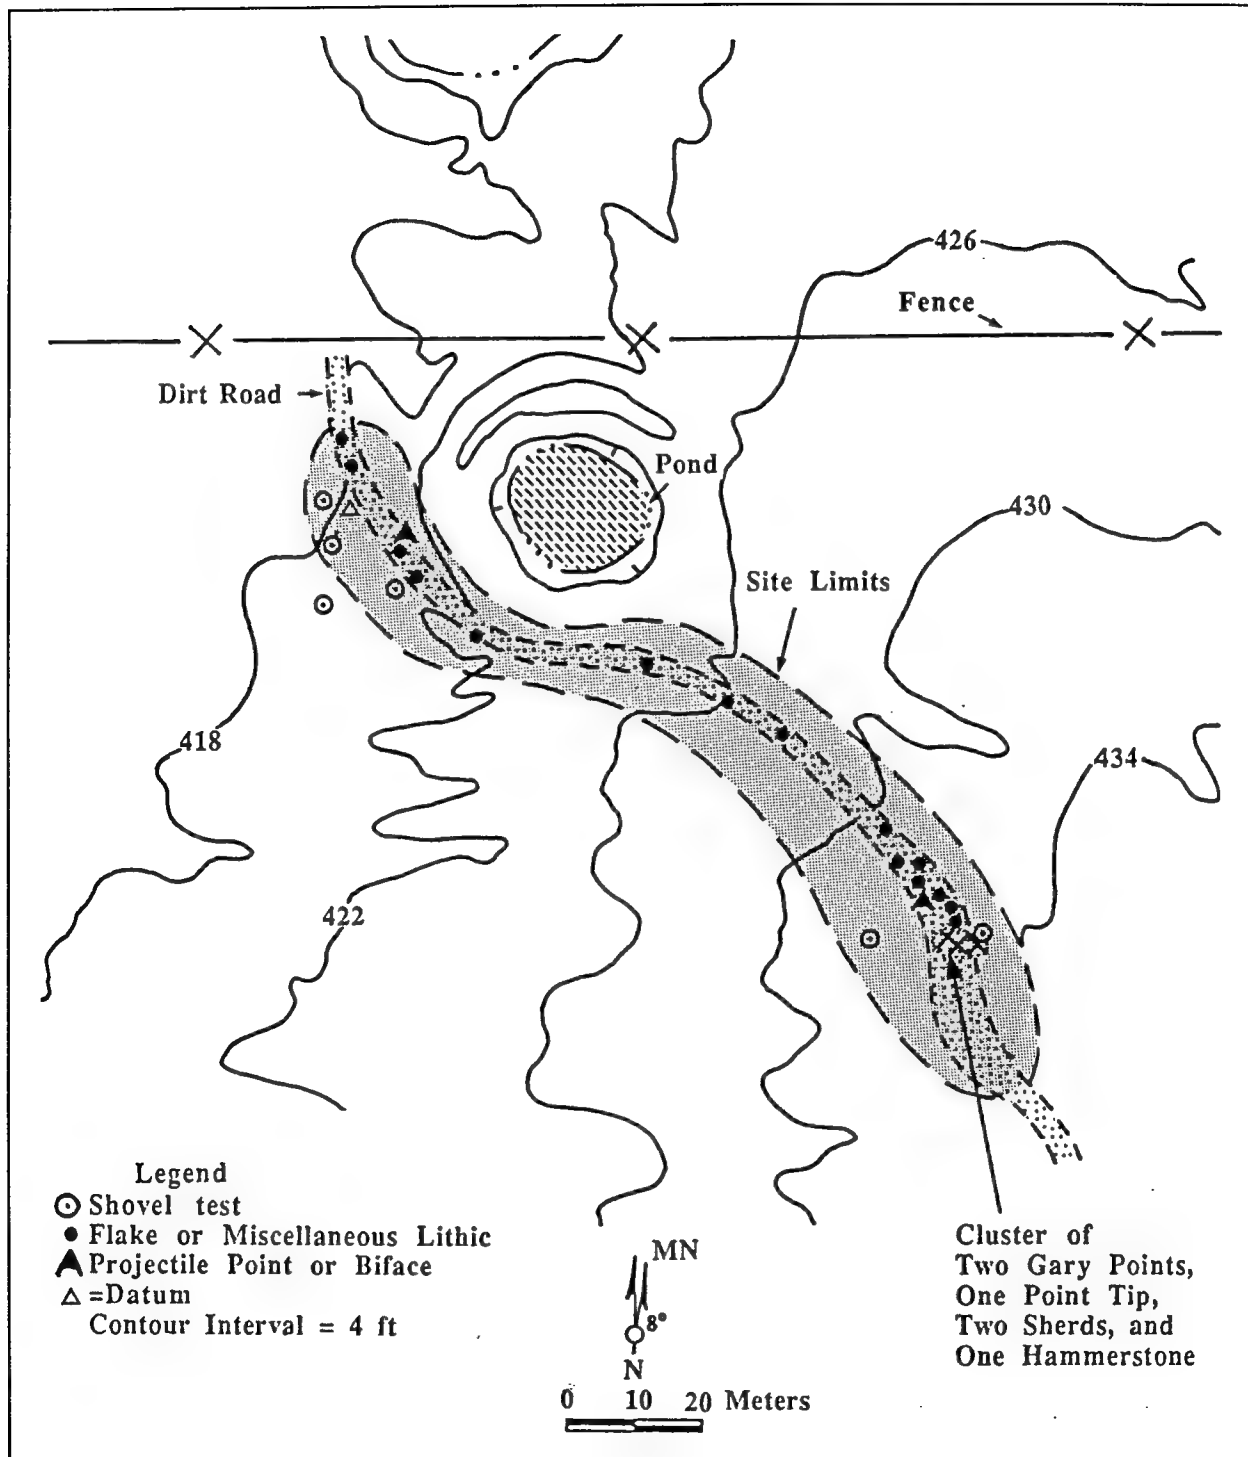 426
Fence
Dirt Road
Pond
430
Site Limits
418
434
422
Legend
Shovel test
Flake or Miscellaneous Lithic
Projectile Point or Biface
=Datum
Contour Interval = 4 ft
MN
8°
N
0 10 20 Meters
Cluster of
Two Gary Points,
One Point Tip,
Two Sherds, and
One Hammerstone